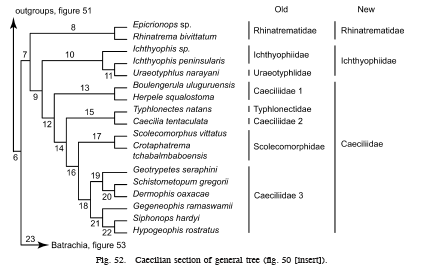 outgroups, figure 51
Old
New
8
Epicrionops sp.
Rhinatrema bivittatum
Rhinatrematidae
Rhinatrematidae
7
10
Ichthyophis sp.
Ichthyophis peninsularis
Ichthyophiidae
11
Uraeotyphlus narayani
Uraeotyphlidae
Ichthyophiidae
9
13
Boulengerula uluguruensis
Herpele squalostoma
Caeciliidae 1
12
15
Typhlonectes natans
Typhlonectidae
Caecilia tentaculata
Caeciliidae 2
14
17
Scolecomorphus vittatus
Crotaphatrema
tchabalmbaboensis
Scolecomorphidae
Caeciliidae
6
16
19
Geotrypetes seraphini
Schistometopum gregorii
20
Dermophis oaxacae
Caeciliidae 3
18
Gegeneophis ramaswamii
21
Siphonops hardyi
22
Hypogeophis rostratus
23
Batrachia, figure 53
Fig. 52. Caecilian section of general tree (fig. 50 [insert]).